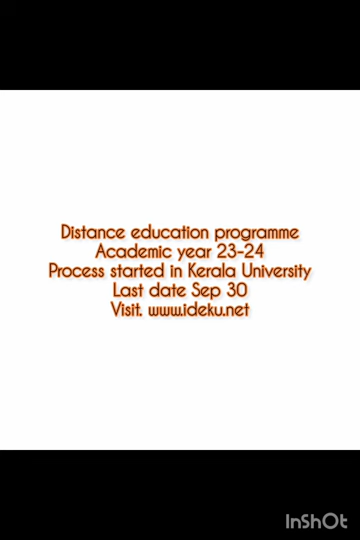 Distance education programme
Academic year 23-24
Process started in Kerala University
Last date Sep 30
Visit. www.ideku.net
InShOt